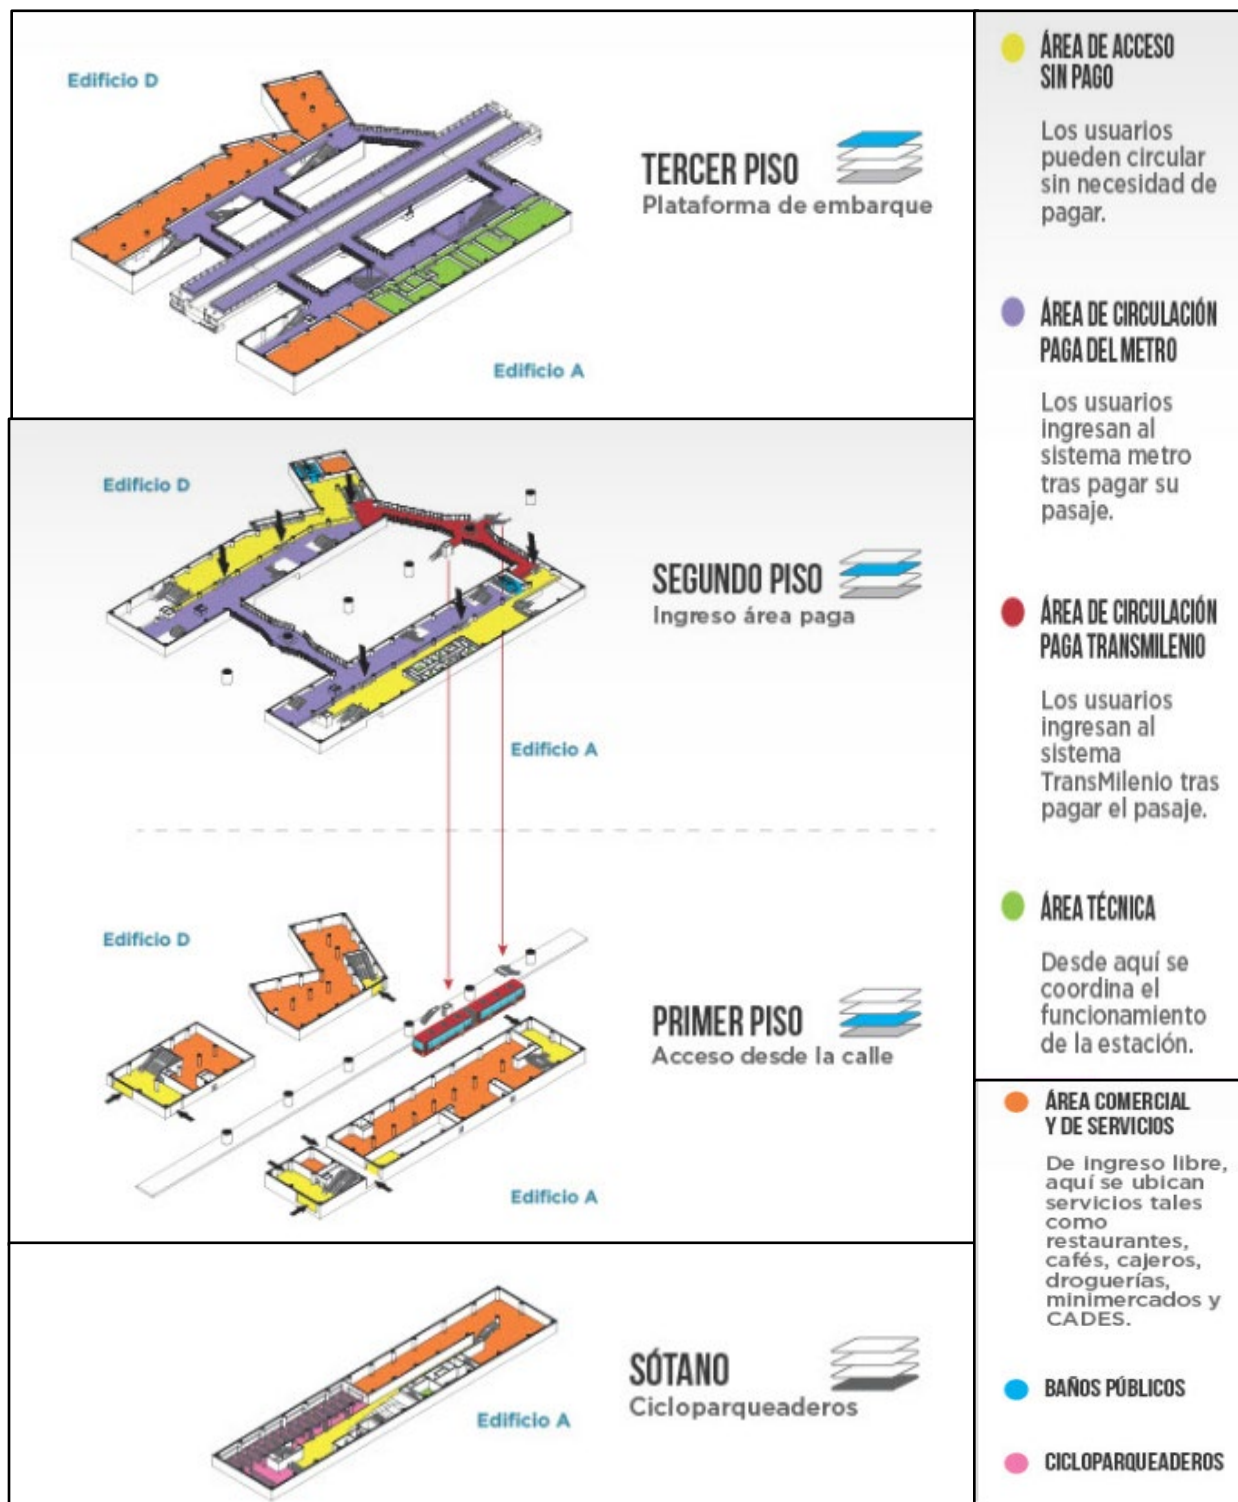 Edificio D
TERCER PISO
Plataforma de embarque
Edificio A
Edificio D
SEGUNDO PISO
Ingreso área paga
Edificio A
Edificio D
PRIMER PISO
Acceso desde la calle
Edificio A
SÓTANO
Cicloparqueaderos
Edificio A
ÁREA DE ACCESO
SIN PAGO
Los usuarios
pueden circular
sin necesidad de
pagar.
ÁREA DE CIRCULACIÓN
PAGA DEL METRO
Los usuarios
ingresan al
sistema metro
tras pagar su
pasaje.
ÁREA DE CIRCULACIÓN
PAGA TRANSMILENIO
Los usuarios
ingresan al
sistema
TransMilenio tras
pagar el pasaje.
ÁREA TÉCNICA
Desde aquí se
coordina el
funcionamiento
de la estación.
ÁREA COMERCIAL
Y DE SERVICIOS
De ingreso libre,
aquí se ubican
servicios tales
como
restaurantes,
cafés, cajeros,
droguerías,
minimercados y
CADES.
BAÑOS PÚBLICOS
CICLOPARQUEADEROS